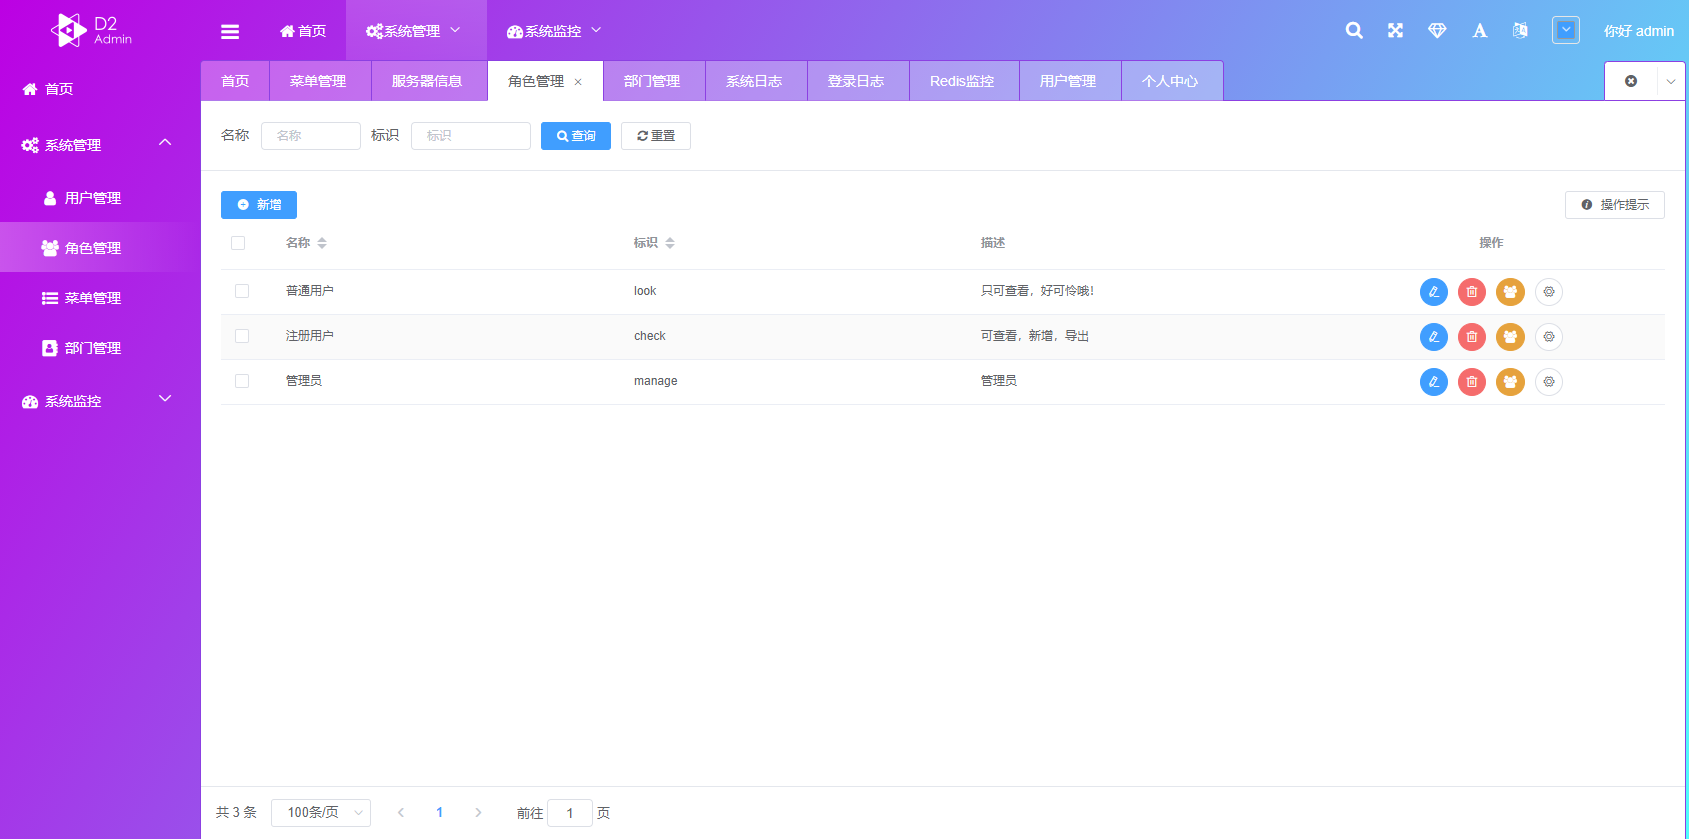 D2
Admin
首页
系统管理
系统监控
你好 admin
首页
系统管理
用户管理
角色管理
菜单管理
部门管理
系统监控
首页
菜单管理
服务器信息
角色管理
部门管理
系统日志
登录日志
Redis监控
用户管理
个人中心
名称 名称 标识 标识 查询 重置
新增
操作提示
名称 标识 描述 操作
普通用户 look 只可查看，好可怜哦！
注册用户 check 可查看，新增，导出
管理员 manage 管理员
共 3 条 100条/页 1 前往 1 页